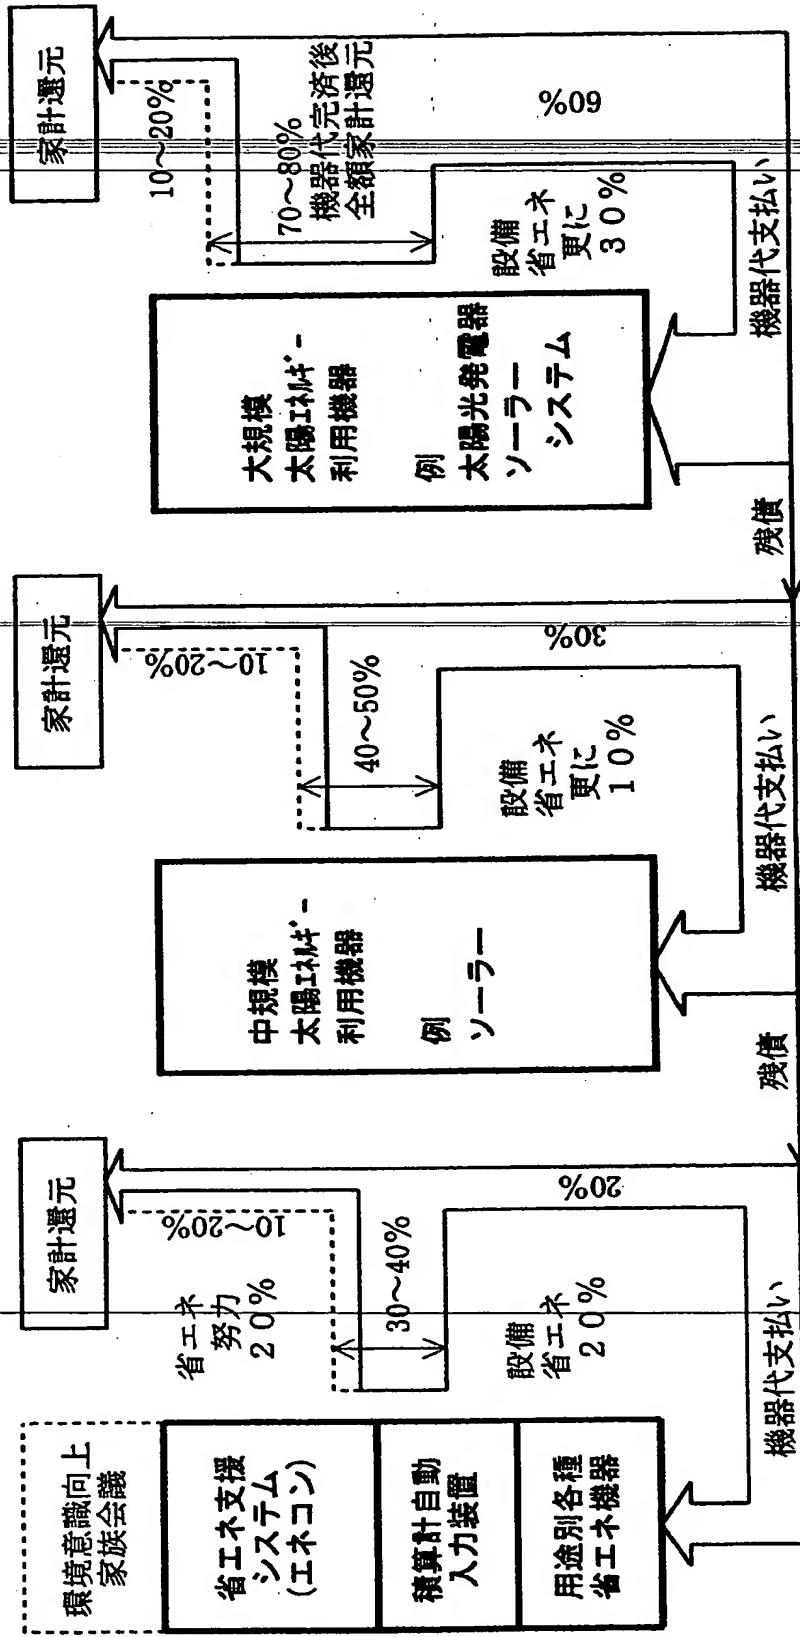 環境意識向上
家族会議
省エネ支援
システム
(エネコン)
積算計自動
入力装置
用途別各種
省エネ機器
省エネ
努力
20%
30～40%
設備
省エネ
20%
機器代支払い
家計還元
10～20%
20%
残債
中規模
太陽エネルギー
利用機器
例
ソーラー
40～50%
設備
省エネ
更に
10%
機器代支払い
家計還元
10～20%
30%
残債
大規模
太陽エネルギー
利用機器
例
太陽光発電器
ソーラー
システム
70～80%
機器代完済後
全額家計還元
設備
省エネ
更に
30%
機器代支払い
家計還元
10～20%
60%